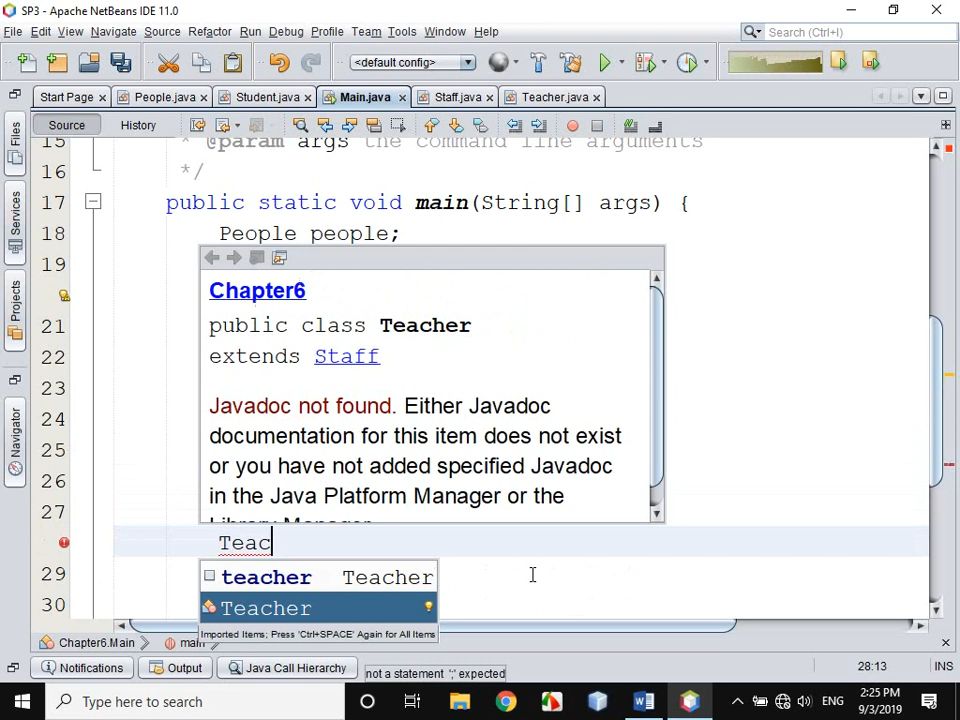 SP3 - Apache NetBeans IDE 11.0
File Edit View Navigate Source Refactor Run Debug Profile Team Tools Window Help
Search (Ctrl+I)
<default config>
Start Page People.java Student.java Main.java Staff.java Teacher.java
Source History
15 * @param args the command line arguments
16 */
17 public static void main(String[] args) {
18 People people;
19
21
22
23
24
25
26
27
Teac
29
30
Chapter6
public class Teacher
extends Staff
Javadoc not found. Either Javadoc
documentation for this item does not exist
or you have not added specified Javadoc
in the Java Platform Manager or the
Library Manager.
teacher Teacher
Teacher
Imported Items; Press 'Ctrl+SPACE' Again for All Items
Files
Services
Projects
Navigator
Chapter6.Main main
Notifications Output Java Call Hierarchy not a statement ';' expected 28:13 INS
Type here to search
ENG
2:25 PM
9/3/2019